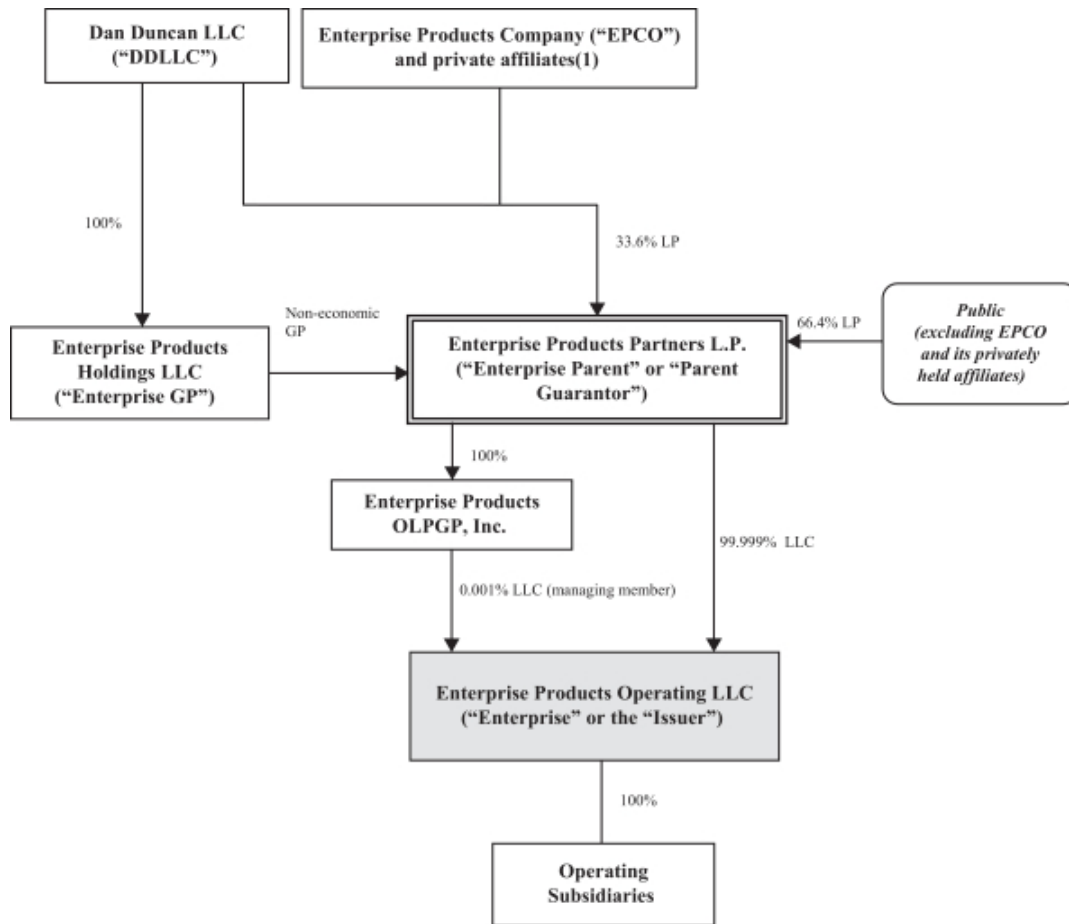 Dan Duncan LLC
(“DDLLC”)
Enterprise Products Company (“EPCO”)
and private affiliates(1)
100%
33.6% LP
Enterprise Products
Holdings LLC
(“Enterprise GP”)
Non-economic
GP
Enterprise Products Partners L.P.
(“Enterprise Parent” or “Parent
Guarantor”)
66.4% LP
Public
(excluding EPCO
and its privately
held affiliates)
100%
Enterprise Products
OLPGP, Inc.
99.999% LLC
0.001% LLC (managing member)
Enterprise Products Operating LLC
(“Enterprise” or the “Issuer”)
100%
Operating
Subsidiaries